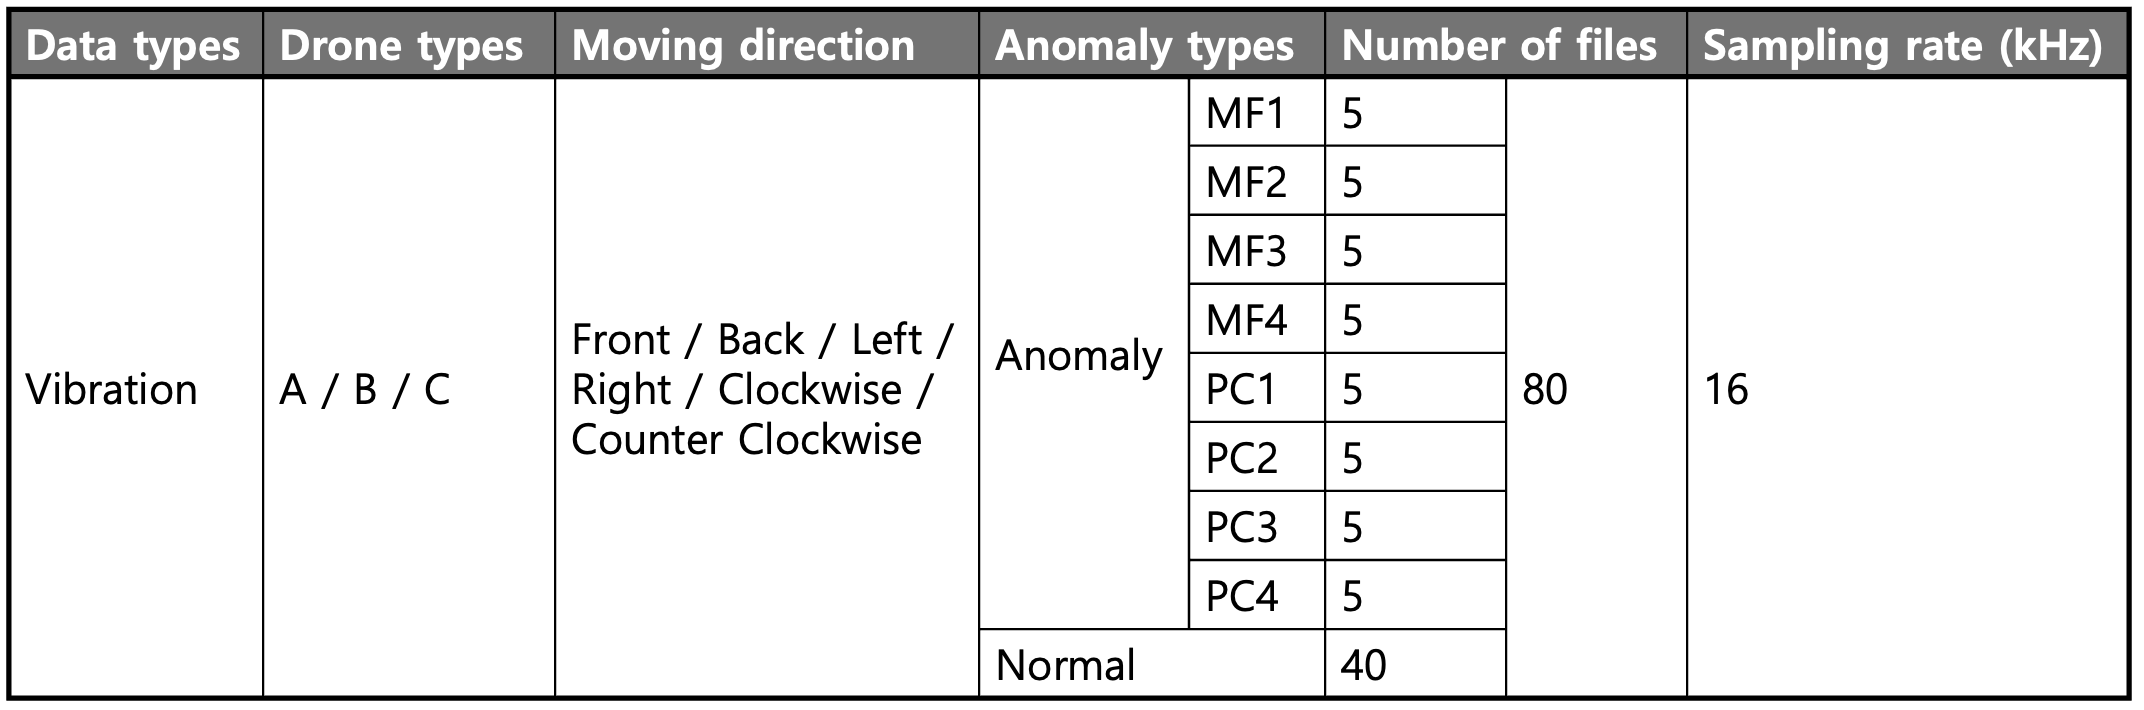 Data types Drone types Moving direction Anomaly types Number of files Sampling rate (kHz)
Vibration
A / B / C
Front / Back / Left /
Right / Clockwise /
Counter Clockwise
Anomaly
MF1 5
MF2 5
MF3 5
MF4 5
PC1 5
PC2 5
PC3 5
PC4 5
Normal 40
80
16